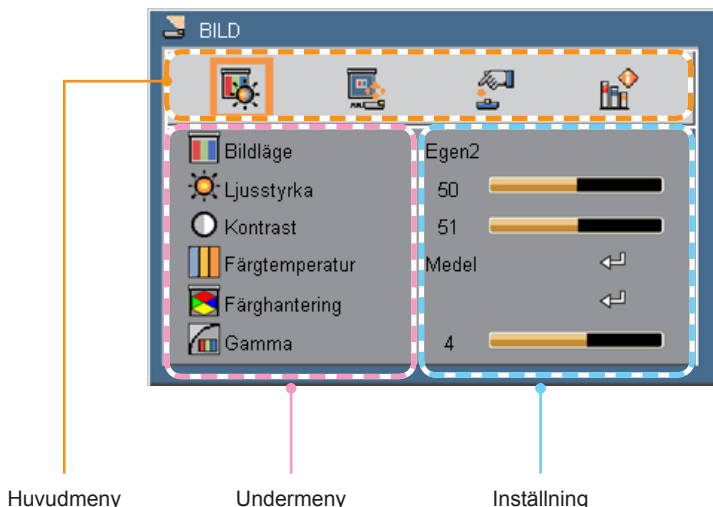 BILD
Bildläge Egen2
Ljusstyrka 50
Kontrast 51
Färgtemperatur Medel
Färghantering
Gamma 4
Huvudmeny Undermeny Inställning